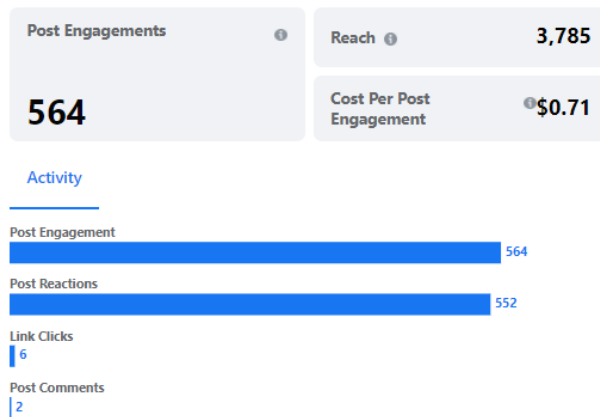 Post Engagements
564
Reach
3,785
Cost Per Post
Engagement
$0.71
Activity
Post Engagement
564
Post Reactions
552
Link Clicks
6
Post Comments
2